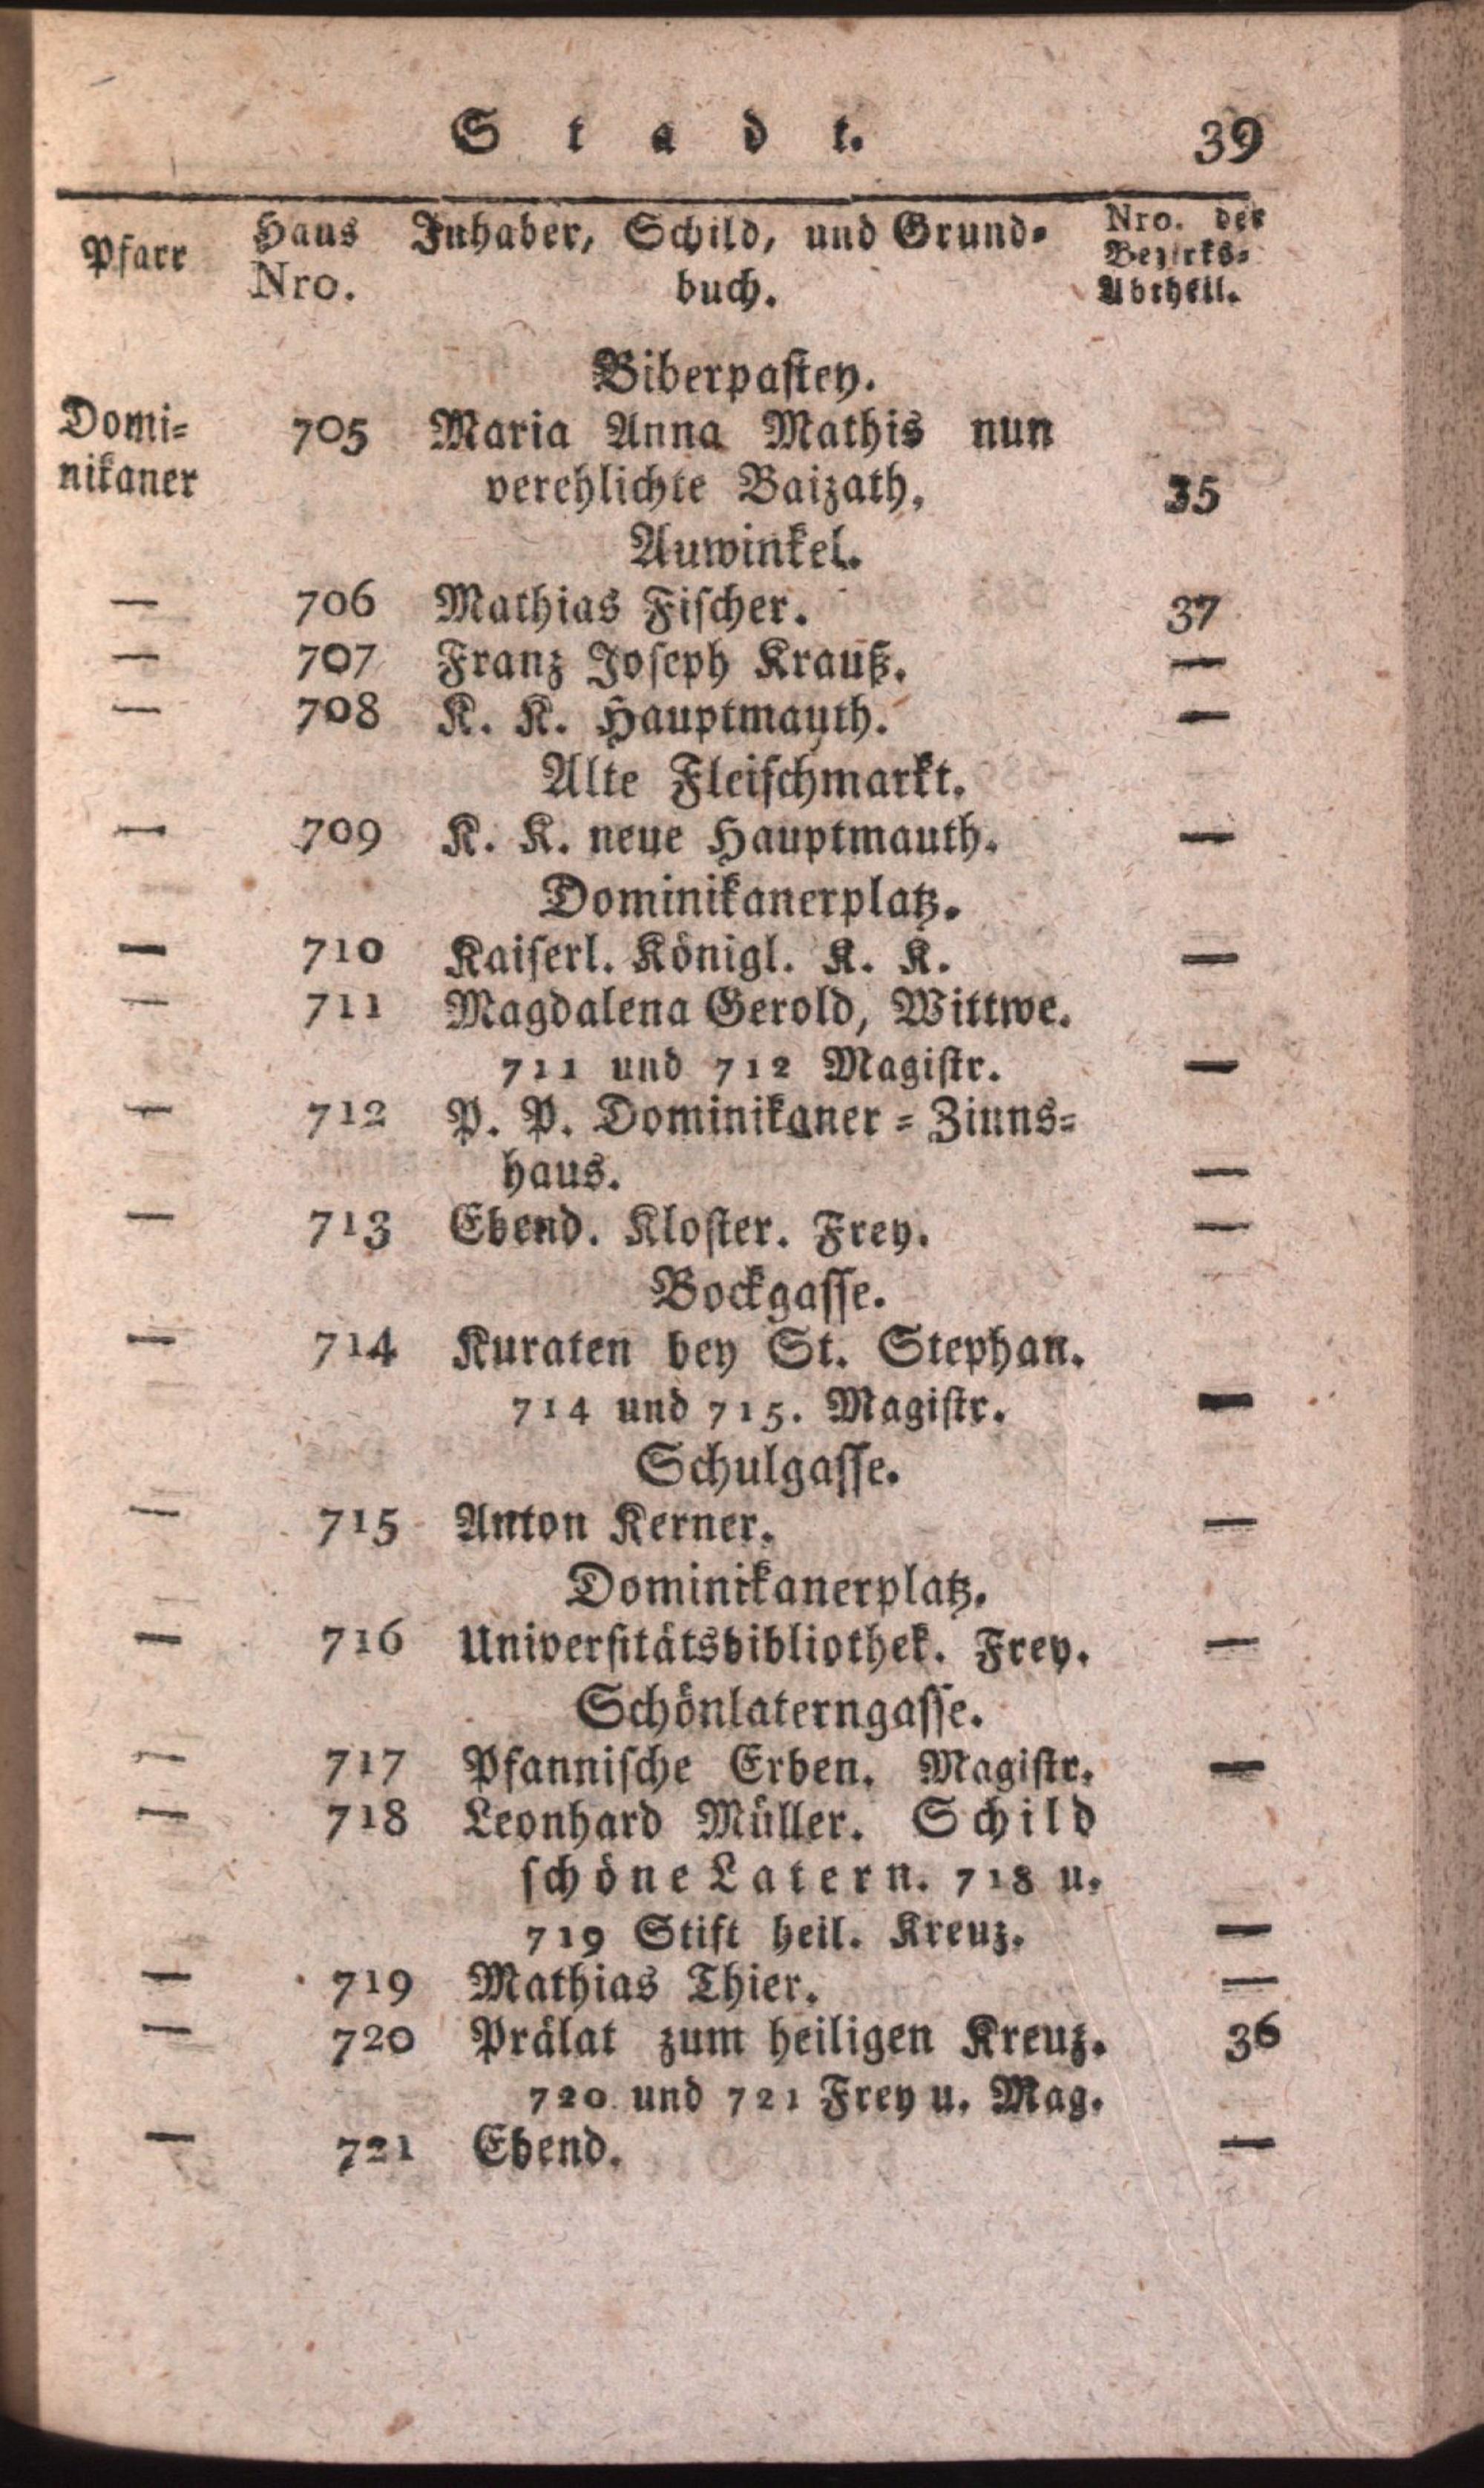 Stadt. 39
Pfarr Haus Nro. Inhaber, Schild, und Grund= Nro. der Bezirks=
buch. Abtheil.
Biberpastey.
Domi= 705 Maria Anna Mathis nun
nikaner verehlichte Baizath. 35
Auwinkel.
— 706 Mathias Fischer. 37
— 707 Franz Joseph Krauß. —
— 708 K. K. Hauptmauth. —
Alte Fleischmarkt.
— 709 K. K. neue Hauptmauth. —
Dominikanerplatz.
— 710 Kaiserl. Königl. K. K. —
— 711 Magdalena Gerold, Wittwe.
711 und 712 Magistr. —
— 712 P. P. Dominikaner = Zinns=
haus. —
— 713 Ebend. Kloster. Frey. —
Bockgasse.
— 714 Kuraten bey St. Stephan.
714 und 715. Magistr. —
Schulgasse.
— 715 Anton Kerner. —
Dominikanerplatz.
— 716 Universitätsbibliothek. Frey. —
Schönlaterngasse.
— 717 Pfannische Erben. Magistr. —
— 718 Leonhard Müller. Schild
schöne Latern. 718 u.
719 Stift heil. Kreuz. —
— 719 Mathias Thier. —
— 720 Prälat zum heiligen Kreuz. 36
720 und 721 Frey u. Mag.
— 721 Ebend. —